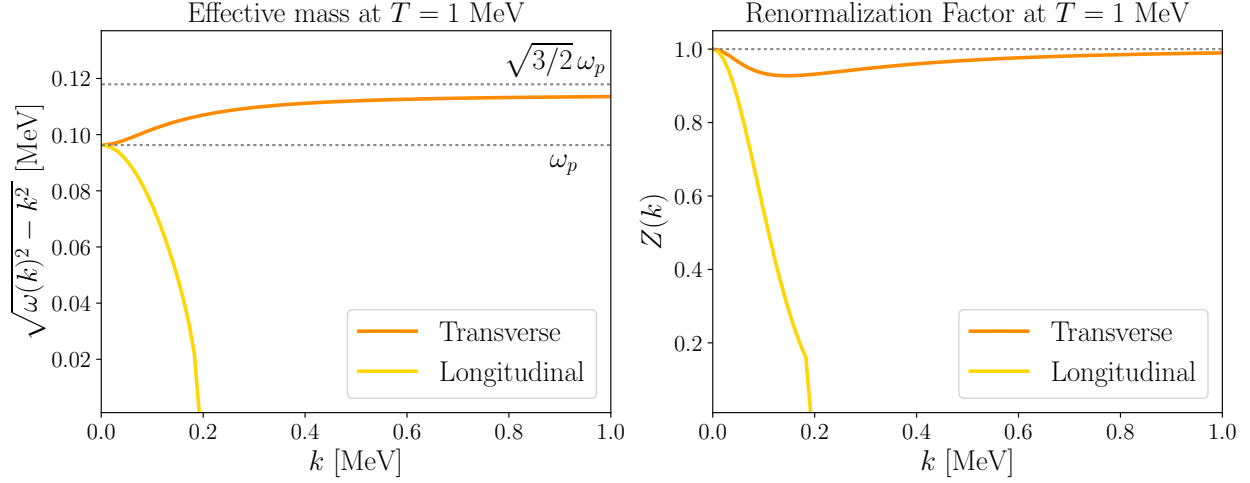 Effective mass at T = 1 MeV
√(ω(k)² − k²) [MeV]
0.12
0.10
0.08
0.06
0.04
0.02
√3/2 ω_p
ω_p
Transverse
Longitudinal
0.0 0.2 0.4 0.6 0.8 1.0
k [MeV]
Renormalization Factor at T = 1 MeV
Z(k)
1.0
0.8
0.6
0.4
0.2
Transverse
Longitudinal
0.0 0.2 0.4 0.6 0.8 1.0
k [MeV]